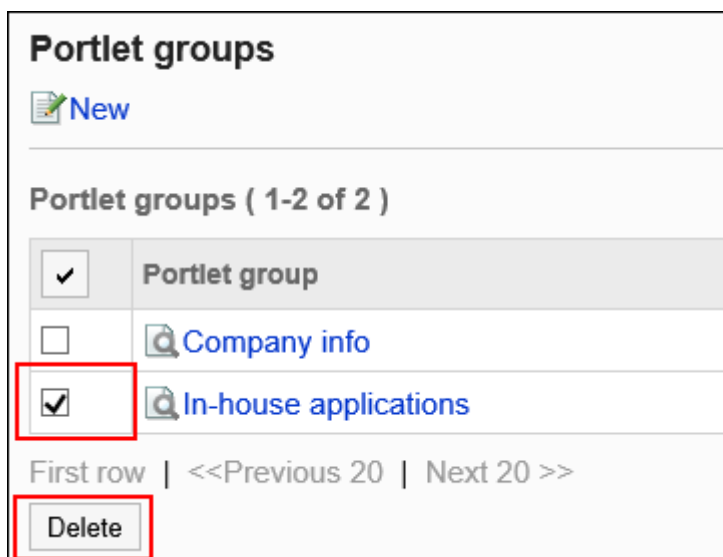 Portlet groups
New
Portlet groups ( 1-2 of 2 )
Portlet group
Company info
In-house applications
First row | <<Previous 20 | Next 20 >>
Delete